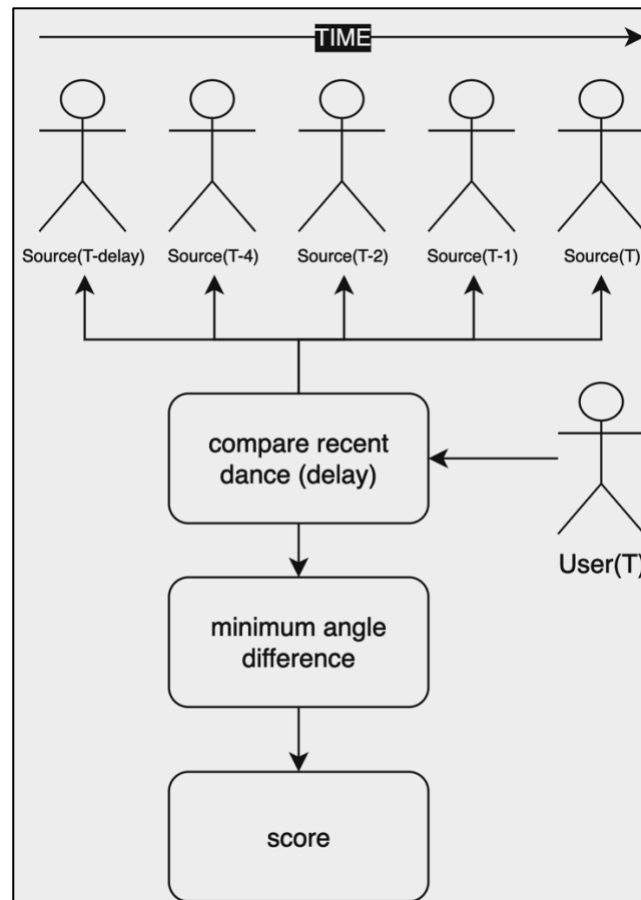 TIME
Source(T-delay) Source(T-4) Source(T-2) Source(T-1) Source(T)
compare recent
dance (delay)
User(T)
minimum angle
difference
score